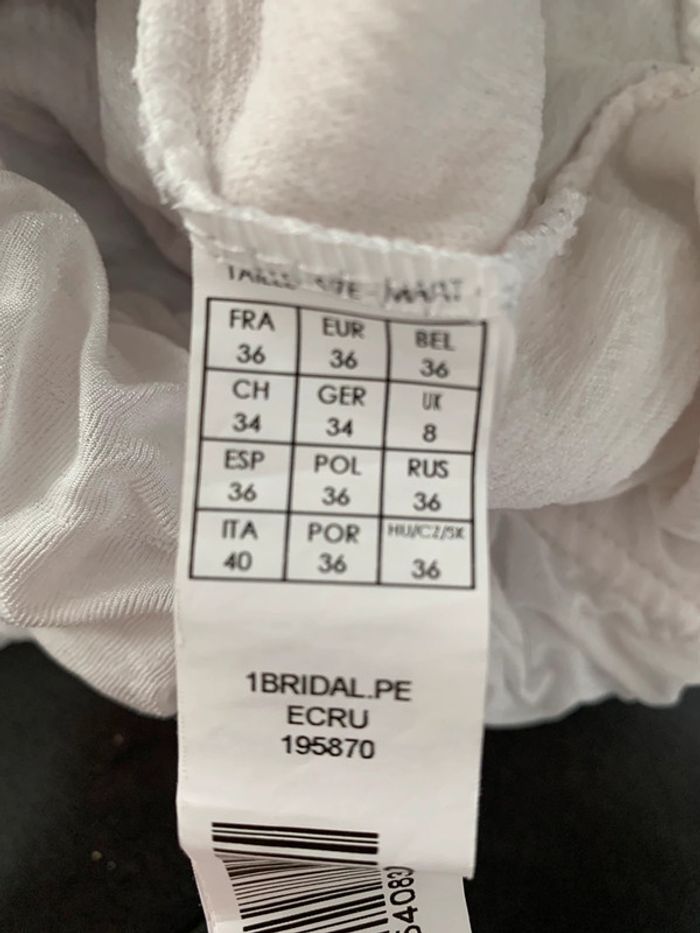 FRA EUR BEL
36 36 36
CH GER UK
34 34 8
ESP POL RUS
36 36 36
ITA POR HU/CZ/SK
40 36 36
1BRIDAL.PE
ECRU
195870